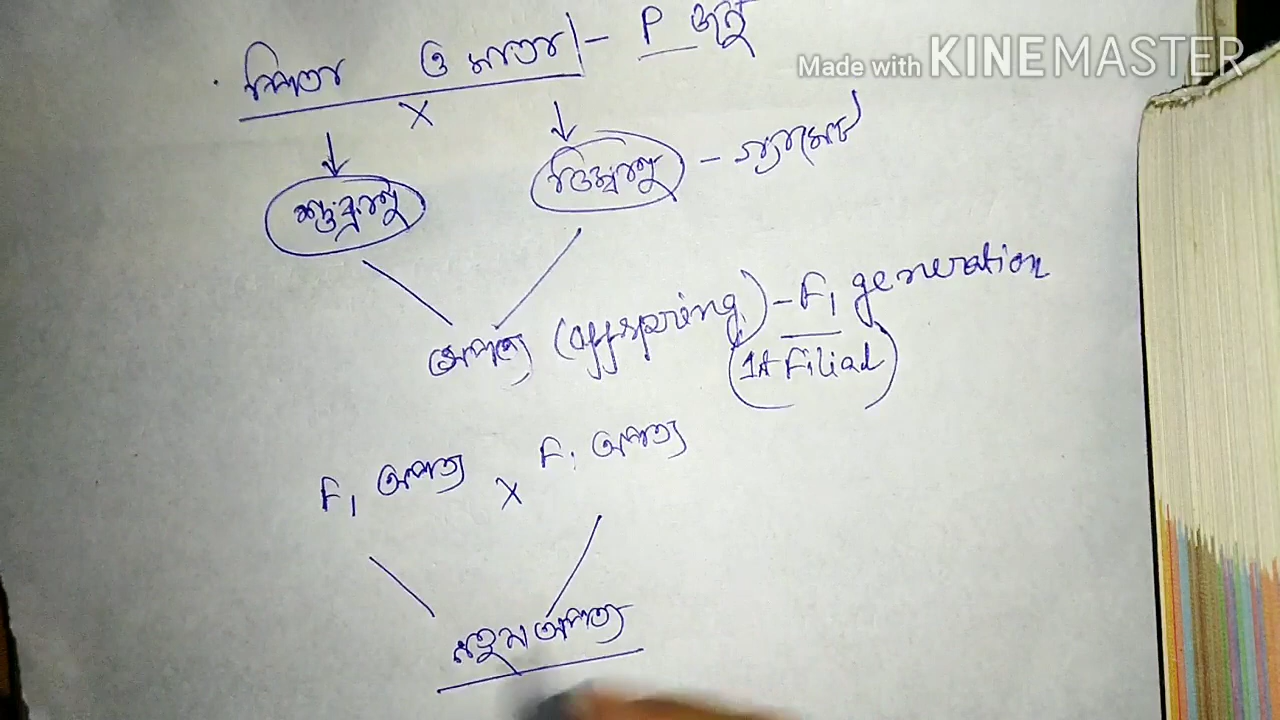 পিতা ও মাতা - P জনু
Made with KINEMASTER
X
শুক্রাণু ডিম্বাণু - গ্যামেট
অপত্য (offspring) - F1 generation
(1st Filial)
F1 অপত্য X F1 অপত্য
নতুন অপত্য